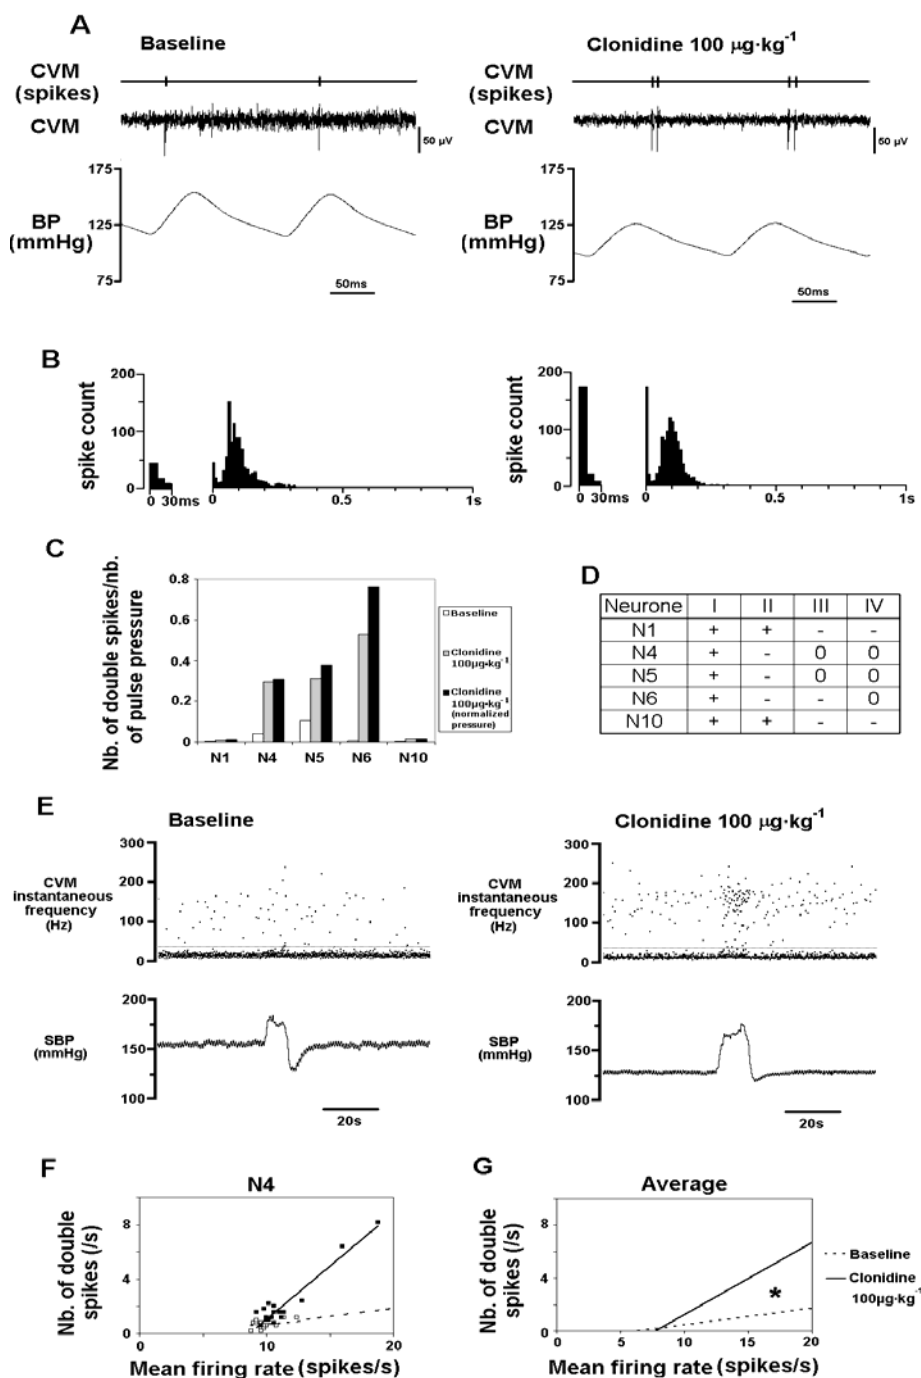 A
Baseline
Clonidine 100 µg·kg-1
CVM
(spikes)
CVM
50 µV
175
BP
(mmHg)
125
75
50ms
CVM
(spikes)
CVM
50 µV
175
BP
(mmHg)
125
75
50ms
B
spike count
200
100
0
0 30ms
0
0.5
1s
spike count
200
100
0
0 30ms
0
0.5
1s
C
Nb. of double spikes/nb.
of pulse pressure
0.8
0.4
0
N1 N4 N5 N6 N10
Baseline
Clonidine
100µg·kg-1
Clonidine
100µg·kg-1
(normalized
pressure)
D
Neurone I II III IV
N1 + + - -
N4 + - 0 0
N5 + - 0 0
N6 + - - 0
N10 + + - -
E
Baseline
Clonidine 100 µg·kg-1
CVM
instantaneous
frequency
(Hz)
300
200
100
0
SBP
(mmHg)
200
150
100
20s
CVM
instantaneous
frequency
(Hz)
300
200
100
0
SBP
(mmHg)
200
150
100
20s
F
N4
Nb. of double
spikes (/s)
8
4
0
0 10 20
Mean firing rate (spikes/s)
G
Average
Nb. of double
spikes (/s)
8
4
0
0 5 10 15 20
Mean firing rate (spikes/s)
*
Baseline
Clonidine
100µg·kg-1